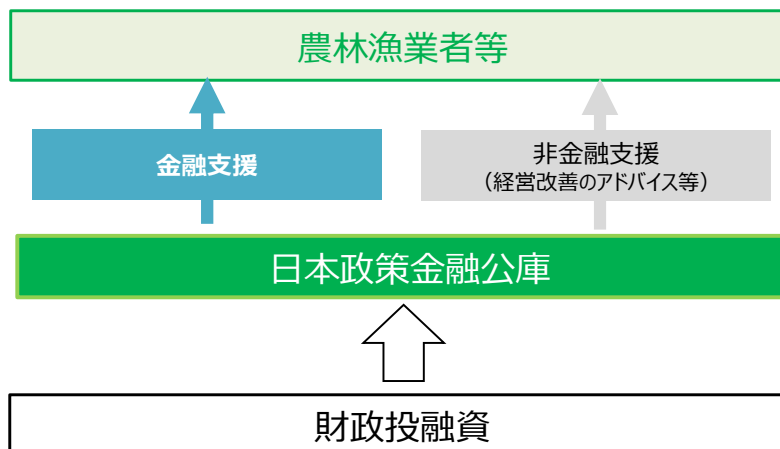 農林漁業者等
金融支援
非金融支援
（経営改善のアドバイス等）
日本政策金融公庫
財政投融資